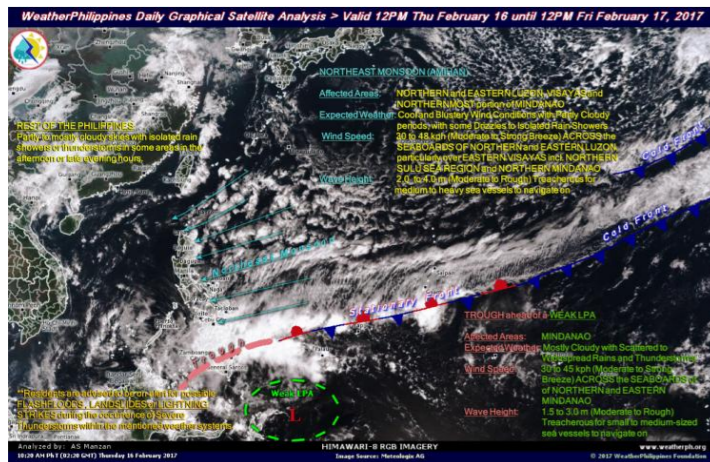 WeatherPhilippines Daily Graphical Satellite Analysis > Valid 12PM Thu February 16 until 12PM Fri February 17, 2017
NORTHEAST MONSOON (AMIHAN)
Affected Areas: NORTHERN and EASTERN LUZON, VISAYAS and
NORTHERNMOST portion of MINDANAO
Expected Weather: Cool and Blustery Wind Conditions with Partly Cloudy
periods, with some Drizzles to Isolated Rain-Showers
Wind Speed: 30 to 48 kph (Moderate to Strong Breeze) ACROSS the
SEABOARDS OF NORTHERN and EASTERN LUZON,
particularly over EASTERN VISAYAS incl. NORTHERN
SULU SEA REGION and NORTHERN MINDANAO
Wave Height: 2.0 to 4.0 m (Moderate to Rough) Treacherous for
medium to heavy sea vessels to navigate on
REST OF THE PHILIPPINES
Partly to mostly cloudy skies with isolated rain
showers or thunderstorms in some areas in the
afternoon or late evening hours.
Cold Front
Cold Front
Northeast Monsoon
Stationary Front
TROUGH ahead of a WEAK LPA
Affected Areas: MINDANAO
Expected Weather: Mostly Cloudy with Scattered to
Widespread Rains and Thunderstorms
Wind Speed: 30 to 45 kph (Moderate to Strong
Breeze) ACROSS the SEABOARDS
of NORTHERN and EASTERN
MINDANAO
Wave Height: 1.5 to 3.0 m (Moderate to Rough)
Treacherous for small to medium-sized
sea vessels to navigate on
Weak LPA
L
**Residents are advised to be on alert for possible
FLASHFLOODS, LANDSLIDES or LIGHTNING
STRIKES during the occurrence of Severe
Thunderstorms within the mentioned weather systems
Analyzed by: AS Manzan
HIMAWARI-8 RGB IMAGERY
www.weatherph.org
10:20 AM PhT (02:20 GMT) Thursday 16 February 2017
Image Source: Meteologix AG
© 2017 WeatherPhilippines Foundation